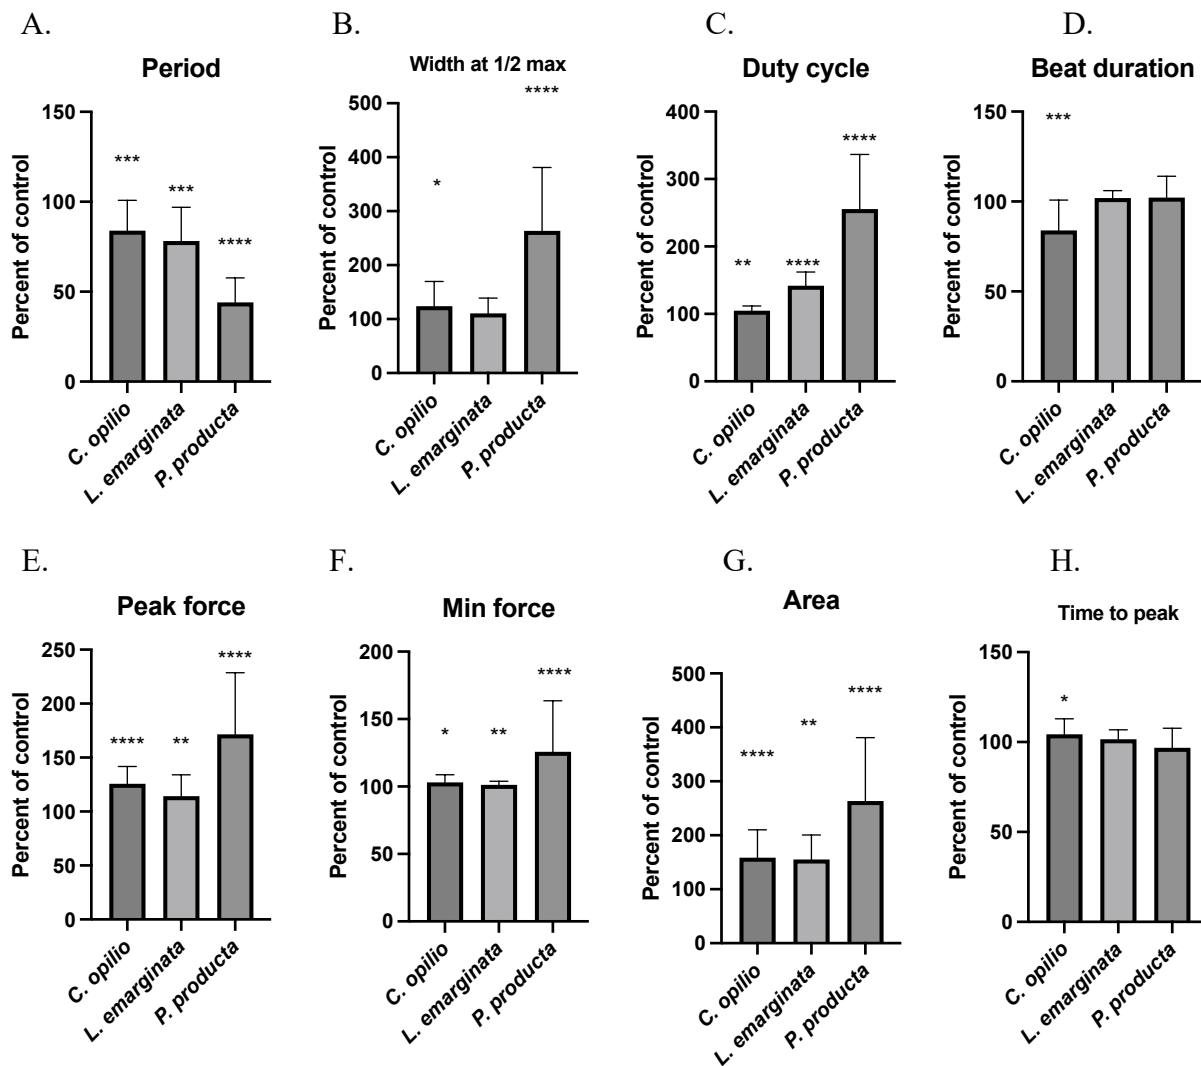 A.
Period
Percent of control
150
100
50
0
***
***
****
C. opilio
L. emarginata
P. producta
B.
Width at 1/2 max
Percent of control
500
400
300
200
100
0
*
****
C. opilio
L. emarginata
P. producta
C.
Duty cycle
Percent of control
400
300
200
100
0
**
****
****
C. opilio
L. emarginata
P. producta
D.
Beat duration
Percent of control
150
100
50
0
***
C. opilio
L. emarginata
P. producta
E.
Peak force
Percent of control
250
200
150
100
50
0
****
**
****
C. opilio
L. emarginata
P. producta
F.
Min force
Percent of control
200
150
100
50
0
*
**
****
C. opilio
L. emarginata
P. producta
G.
Area
Percent of control
500
400
300
200
100
0
****
**
****
C. opilio
L. emarginata
P. producta
H.
Time to peak
Percent of control
150
100
50
0
*
C. opilio
L. emarginata
P. producta